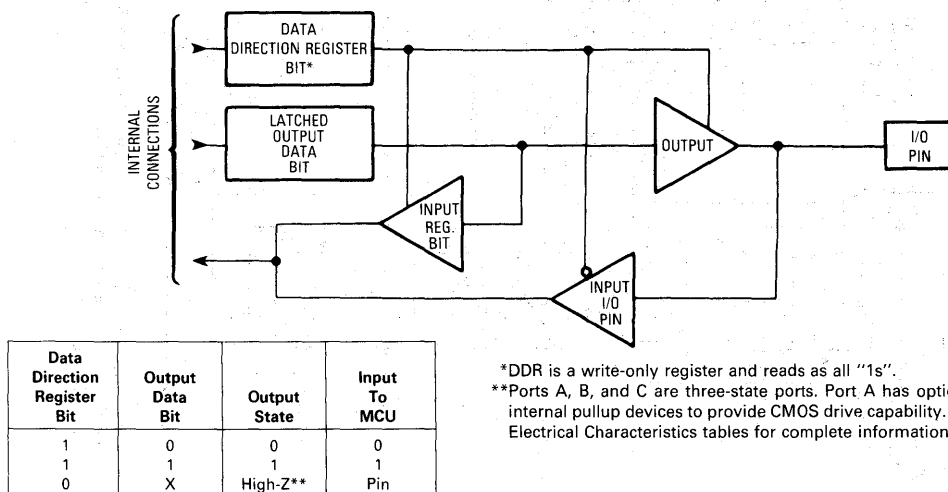 DATA
DIRECTION REGISTER
BIT*
LATCHED
OUTPUT
DATA
BIT
INTERNAL
CONNECTIONS
OUTPUT
I/O
PIN
INPUT
REG.
BIT
INPUT
I/O
PIN
Data
Direction
Register
Bit
Output
Data
Bit
Output
State
Input
To
MCU
1 0 0 0
1 1 1 1
0 X High-Z** Pin
*DDR is a write-only register and reads as all "1s".
**Ports A, B, and C are three-state ports. Port A has
internal pullup devices to provide CMOS drive capability.
Electrical Characteristics tables for complete information